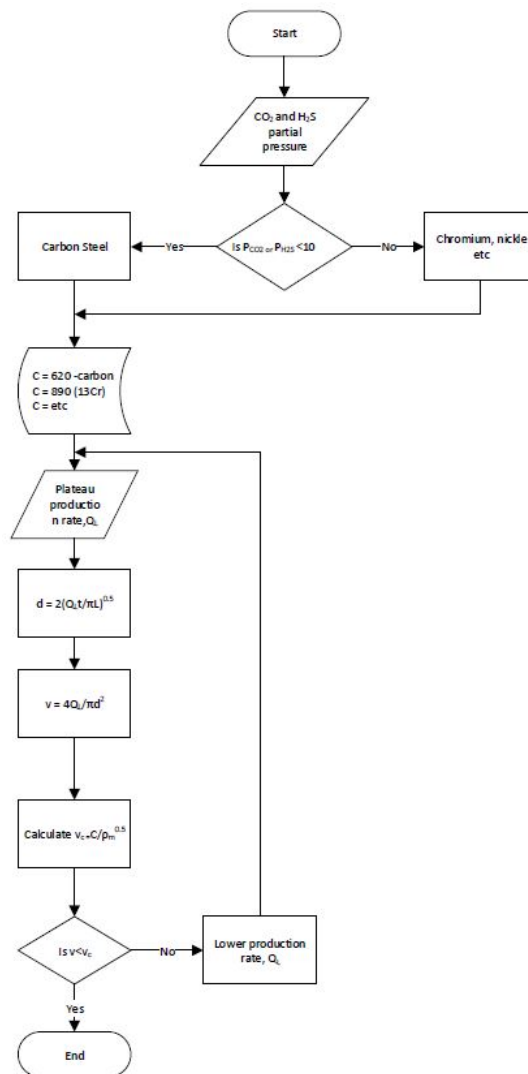 Start
CO₂ and H₂S
partial
pressure
Is P_CO2 or P_H2S <10
Yes
No
Carbon Steel
Chromium, nickle
etc
C = 620 -carbon
C = 890 (13Cr)
C = etc
Plateau
productio
n rate,Q_L
d = 2(Q_Lt/πL)^0.5
v = 4Q_L/πd^2
Calculate v_c=C/ρ_m^0.5
Is v<v_c
No
Lower production
rate, Q_L
Yes
End